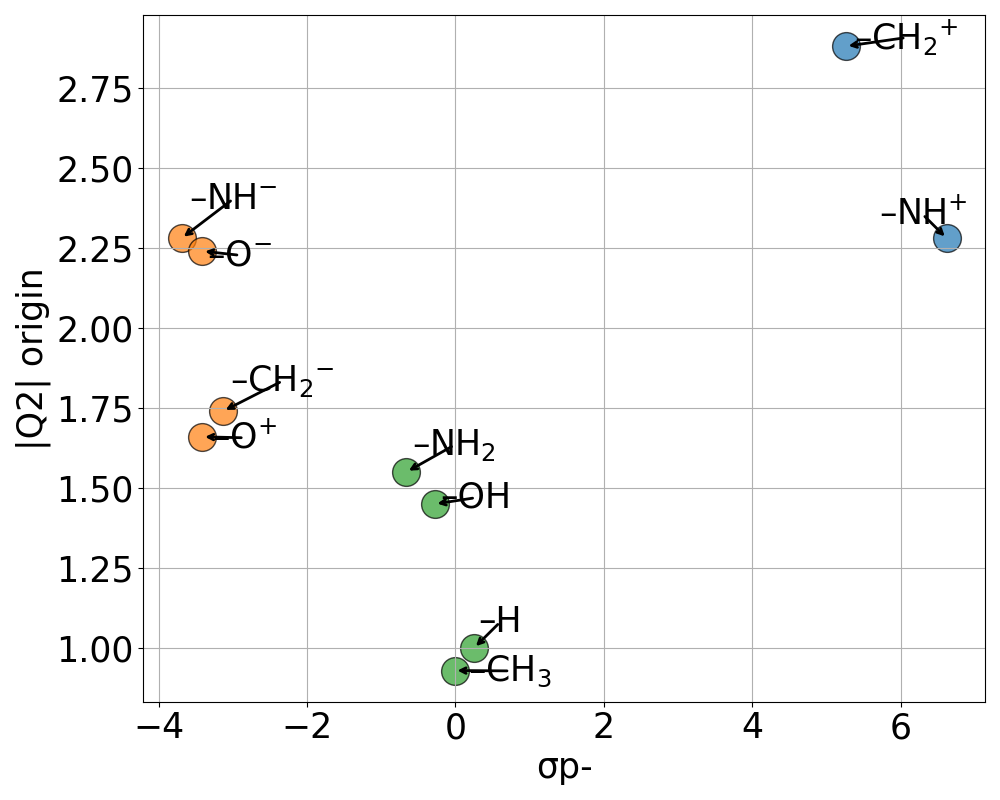 –CH₂⁺
2.75
2.50
–NH⁻
–NH⁺
2.25
–O⁻
2.00
|Q2| origin
–CH₂⁻
1.75
–O⁺
–NH₂
1.50
–OH
1.25
–H
1.00
–CH₃
−4 −2 0 2 4 6
σp-